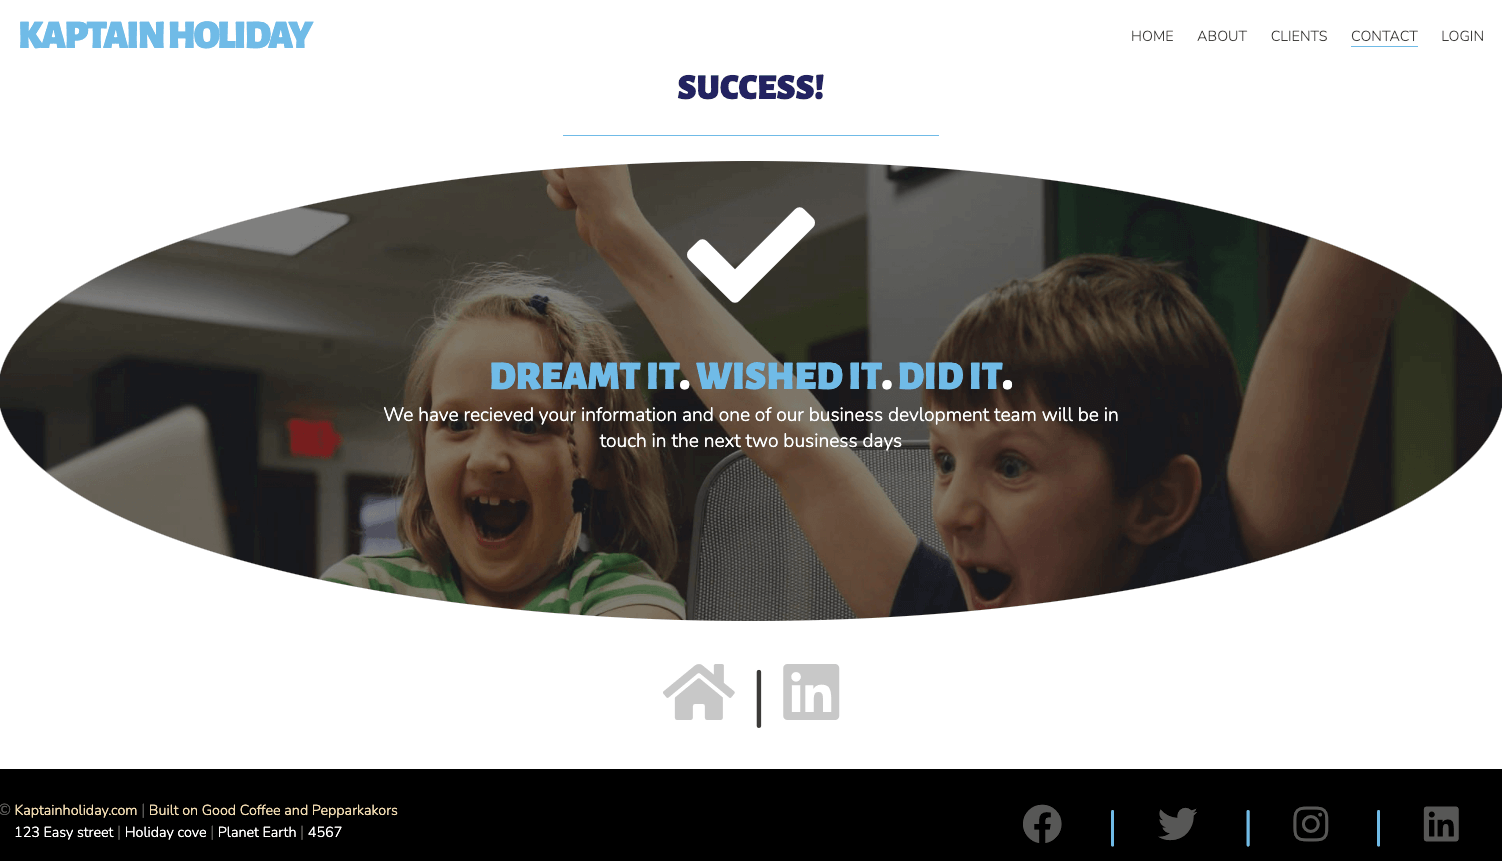 KAPTAIN HOLIDAY
HOME ABOUT CLIENTS CONTACT LOGIN
SUCCESS!
DREAMT IT. WISHED IT. DID IT.
We have recieved your information and one of our business devlopment team will be in
touch in the next two business days
in
© Kaptainholiday.com | Built on Good Coffee and Pepparkakors
123 Easy street | Holiday cove | Planet Earth | 4567
in